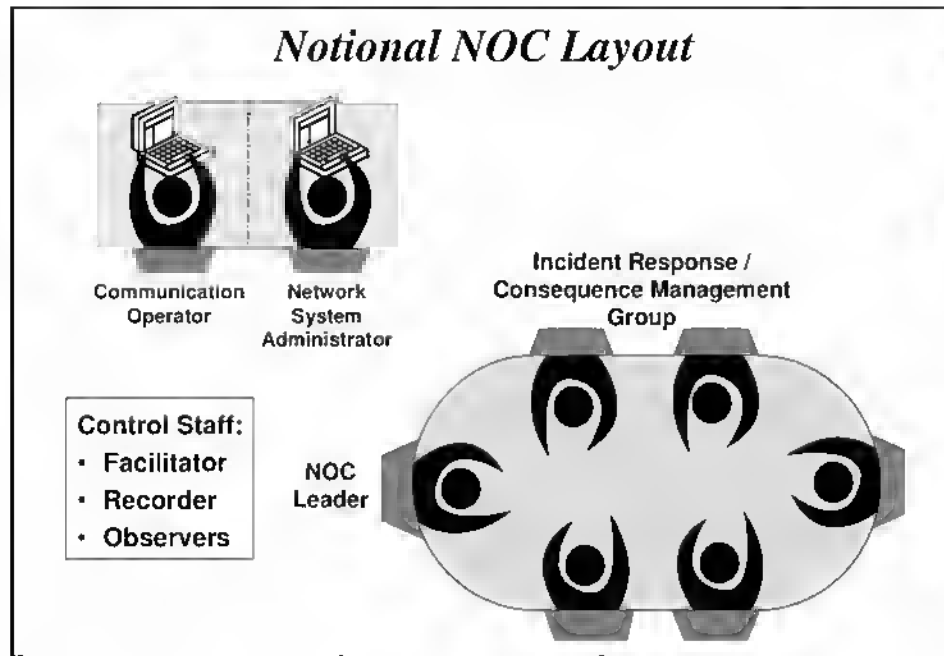 Notional NOC Layout
Communication
Operator
Network
System
Administrator
Incident Response /
Consequence Management
Group
Control Staff:
• Facilitator
• Recorder
• Observers
NOC
Leader